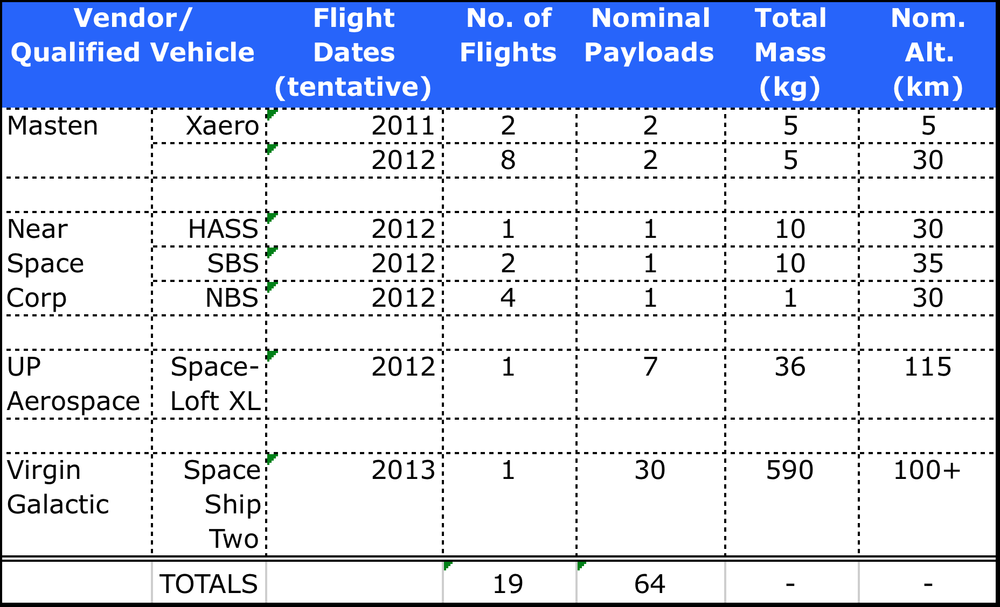 Vendor/ Flight No. of Nominal Total Nom.
Qualified Vehicle Dates Flights Payloads Mass Alt.
(tentative) (kg) (km)
Masten Xaero 2011 2 2 5 5
2012 8 2 5 30
Near HASS 2012 1 1 10 30
Space SBS 2012 2 1 10 35
Corp NBS 2012 4 1 1 30
UP Space- 2012 1 7 36 115
Aerospace Loft XL
Virgin Space 2013 1 30 590 100+
Galactic Ship
Two
TOTALS 19 64 - -